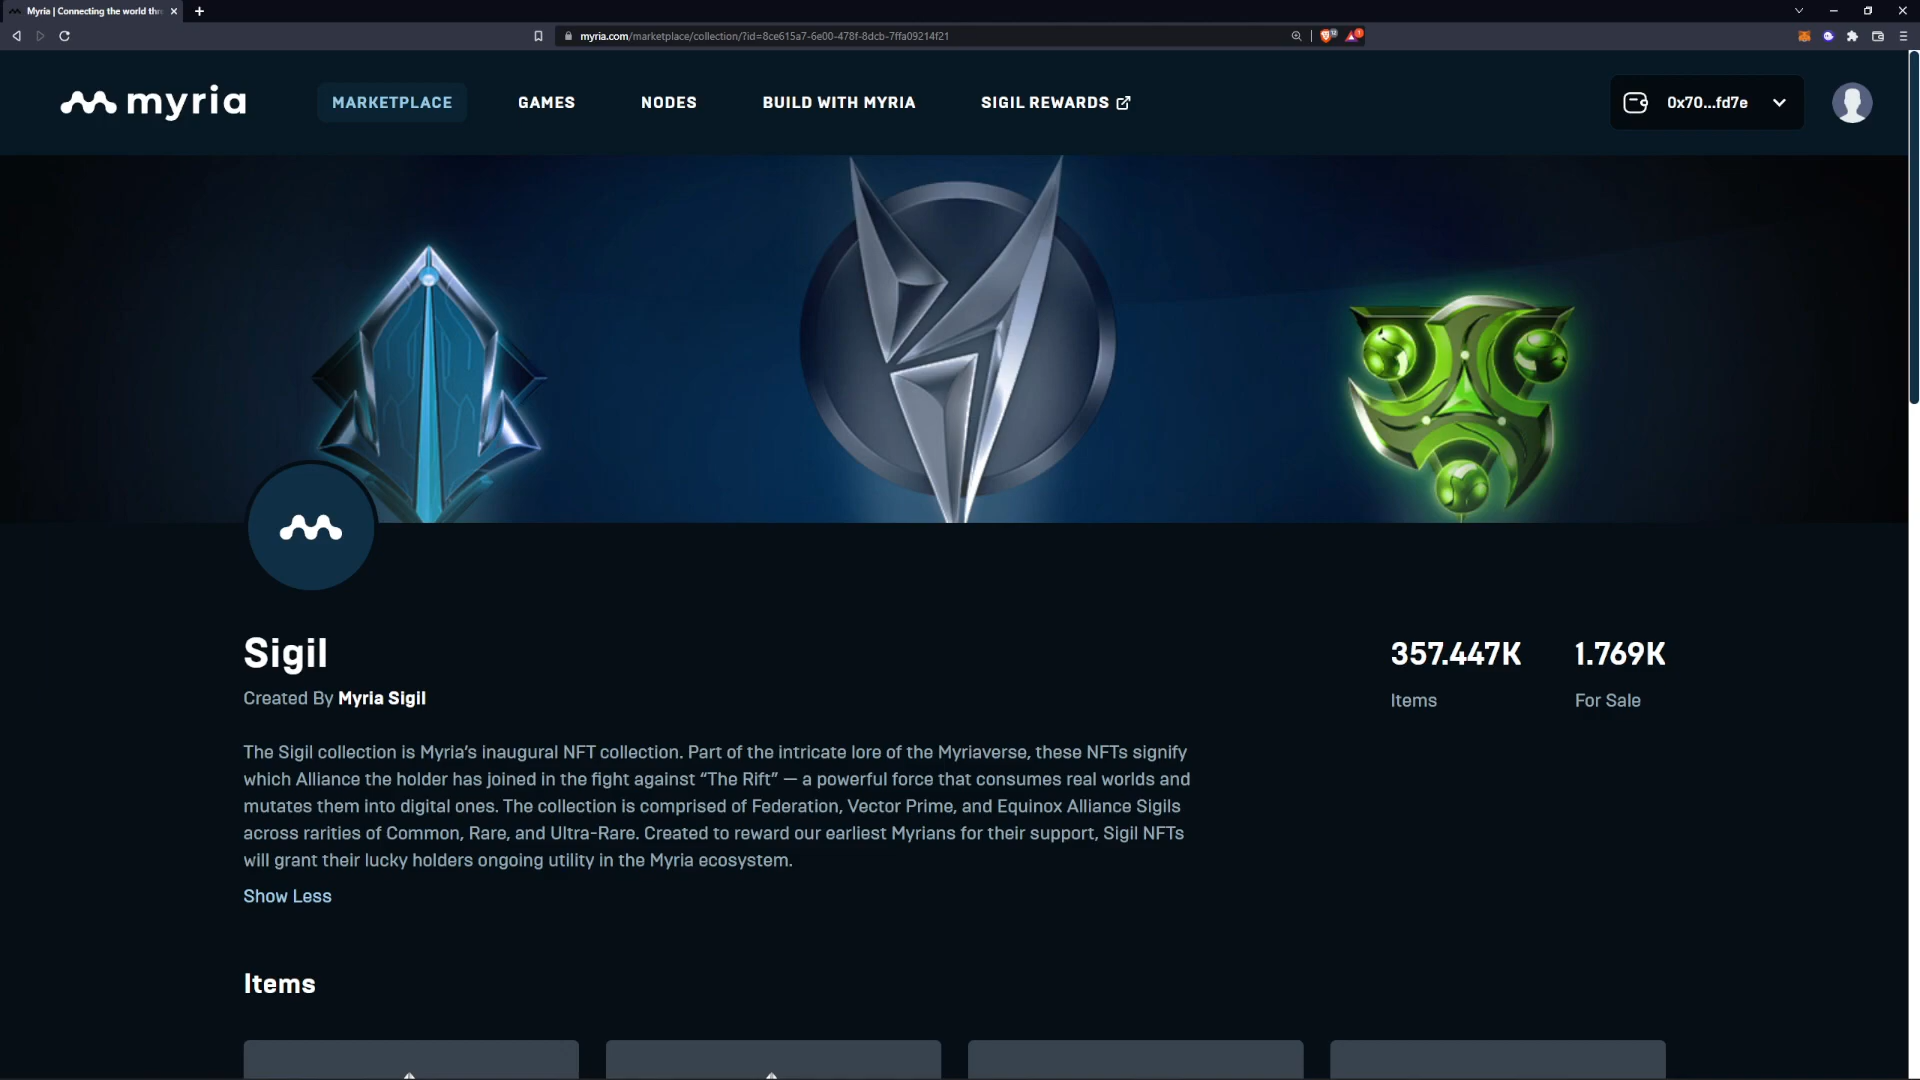 Myria | Connecting the world thr
myria.com/marketplace/collection/?id=8ce615a7-6e00-478f-8dcb-7ffa09214f21
myria
MARKETPLACE
GAMES
NODES
BUILD WITH MYRIA
SIGIL REWARDS
0x70...fd7e
Sigil
Created By Myria Sigil
357.447K
Items
1.769K
For Sale
The Sigil collection is Myria’s inaugural NFT collection. Part of the intricate lore of the Myriaverse, these NFTs signify
which Alliance the holder has joined in the fight against “The Rift” — a powerful force that consumes real worlds and
mutates them into digital ones. The collection is comprised of Federation, Vector Prime, and Equinox Alliance Sigils
across rarities of Common, Rare, and Ultra-Rare. Created to reward our earliest Myrians for their support, Sigil NFTs
will grant their lucky holders ongoing utility in the Myria ecosystem.
Show Less
Items